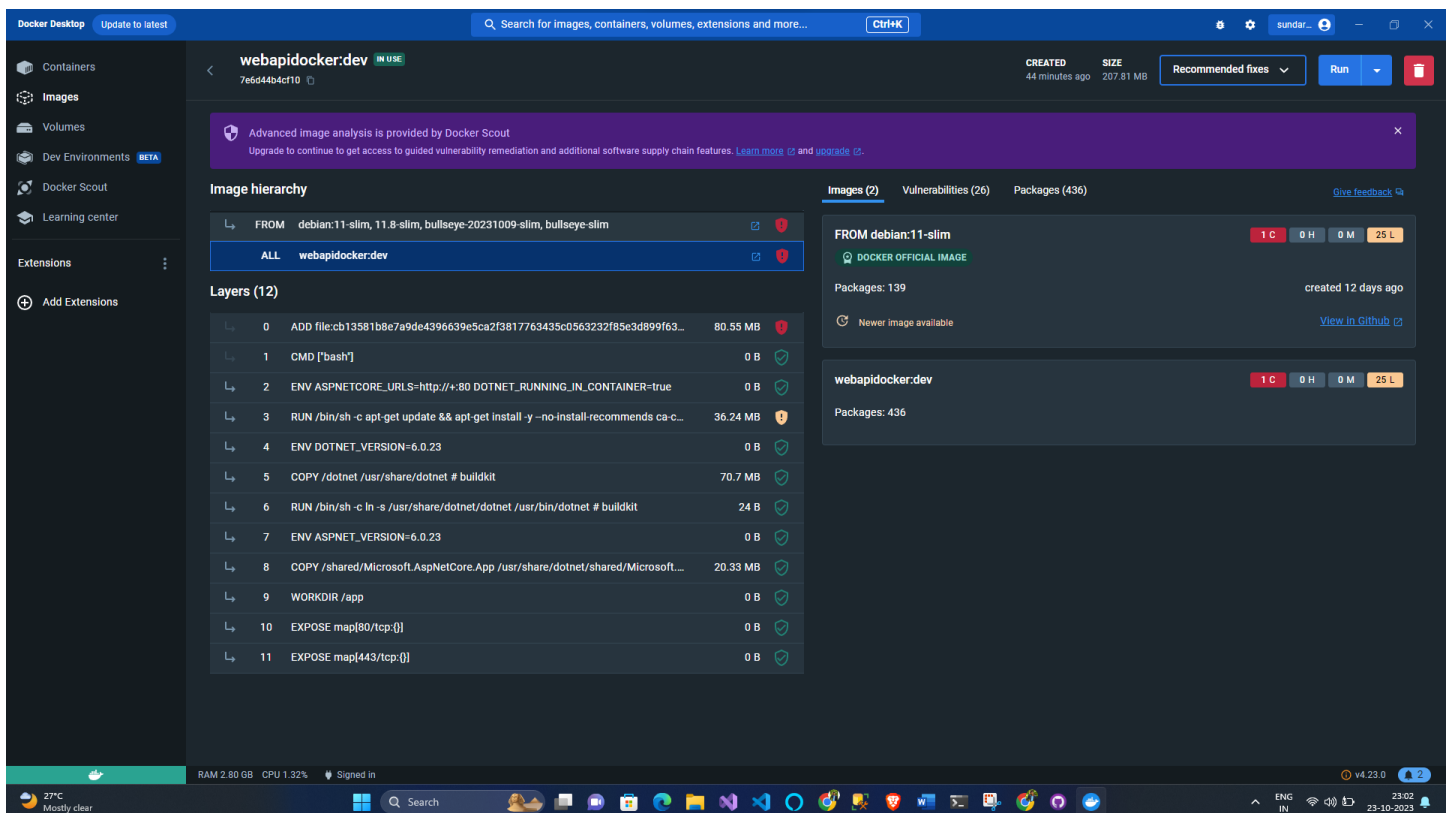 Docker Desktop Update to latest
Search for images, containers, volumes, extensions and more... Ctrl+K
sundar...
Containers
Images
Volumes
Dev Environments BETA
Docker Scout
Learning center
Extensions
Add Extensions
webapidocker:dev IN USE
7e6d44b4cf10
CREATED
44 minutes ago
SIZE
207.81 MB
Recommended fixes
Run
Advanced image analysis is provided by Docker Scout
Upgrade to continue to get access to guided vulnerability remediation and additional software supply chain features. Learn more and upgrade.
Image hierarchy
FROM debian:11-slim, 11.8-slim, bullseye-20231009-slim, bullseye-slim
ALL webapidocker:dev
Layers (12)
0 ADD file:cb13581b8e7a9de4396639e5ca2f3817763435c0563232f85e3d899f63... 80.55 MB
1 CMD ["bash"] 0 B
2 ENV ASPNETCORE_URLS=http://+:80 DOTNET_RUNNING_IN_CONTAINER=true 0 B
3 RUN /bin/sh -c apt-get update && apt-get install -y --no-install-recommends ca-c... 36.24 MB
4 ENV DOTNET_VERSION=6.0.23 0 B
5 COPY /dotnet /usr/share/dotnet # buildkit 70.7 MB
6 RUN /bin/sh -c ln -s /usr/share/dotnet/dotnet /usr/bin/dotnet # buildkit 24 B
7 ENV ASPNET_VERSION=6.0.23 0 B
8 COPY /shared/Microsoft.AspNetCore.App /usr/share/dotnet/shared/Microsoft.... 20.33 MB
9 WORKDIR /app 0 B
10 EXPOSE map[80/tcp:{}] 0 B
11 EXPOSE map[443/tcp:{}] 0 B
Images (2) Vulnerabilities (26) Packages (436)
Give feedback
FROM debian:11-slim 1 C 0 H 0 M 25 L
DOCKER OFFICIAL IMAGE
Packages: 139 created 12 days ago
Newer image available View in Github
webapidocker:dev 1 C 0 H 0 M 25 L
Packages: 436
RAM 2.80 GB CPU 1.32% Signed in
v4.23.0 2
27°C
Mostly clear
Search
ENG
IN
23:02
23-10-2023